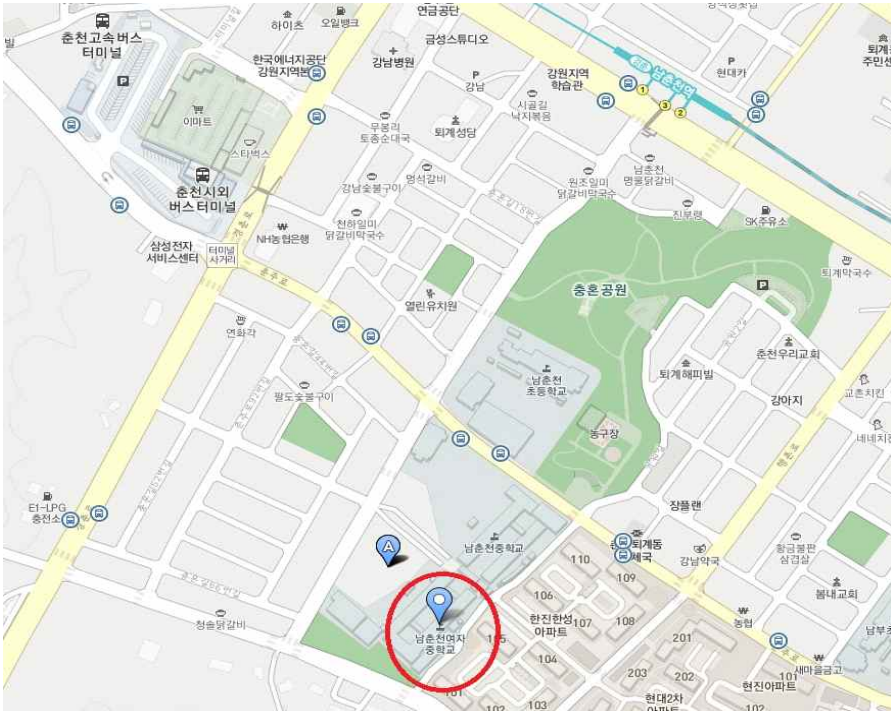 연금공단
하이츠
오일뱅크
춘천고속버스
터미널
금성스튜디오
강남병원
한국에너지공단
강원지역본
강남
강원지역
학습관
남춘천역
1
3
2
현대카
퇴계
주민센
P
이마트
스타벅스
무봉리
토종순대국
퇴계성당
시골길
낙지볶음
멍석갈비
강남숯불구이
원조일미
닭갈비막국수
남춘천
명물닭갈비
춘천시외
버스터미널
천하일미
닭갈비막국수
진부령
SK주유소
NH농협은행
삼성전자
서비스센터
터미널
사거리
퇴계막국수
충혼공원
P
열린유치원
연화각
춘천우리교회
남춘천
초등학교
퇴계해피빌
강아지
교촌치킨
팔도숯불구이
농구장
네네치킨
E1-LPG
충전소
장플랜
남춘천중학교
퇴계동
강남약국
황금불판
삼겹살
A
110
109
106
한진한성
아파트
107
108
봄내교회
청솔닭갈비
남춘천여자
중학교
105
농협
201
남부초
104
새마을금고
203
202
101
현진아파트
101
102
103
현대2차
아파트
102